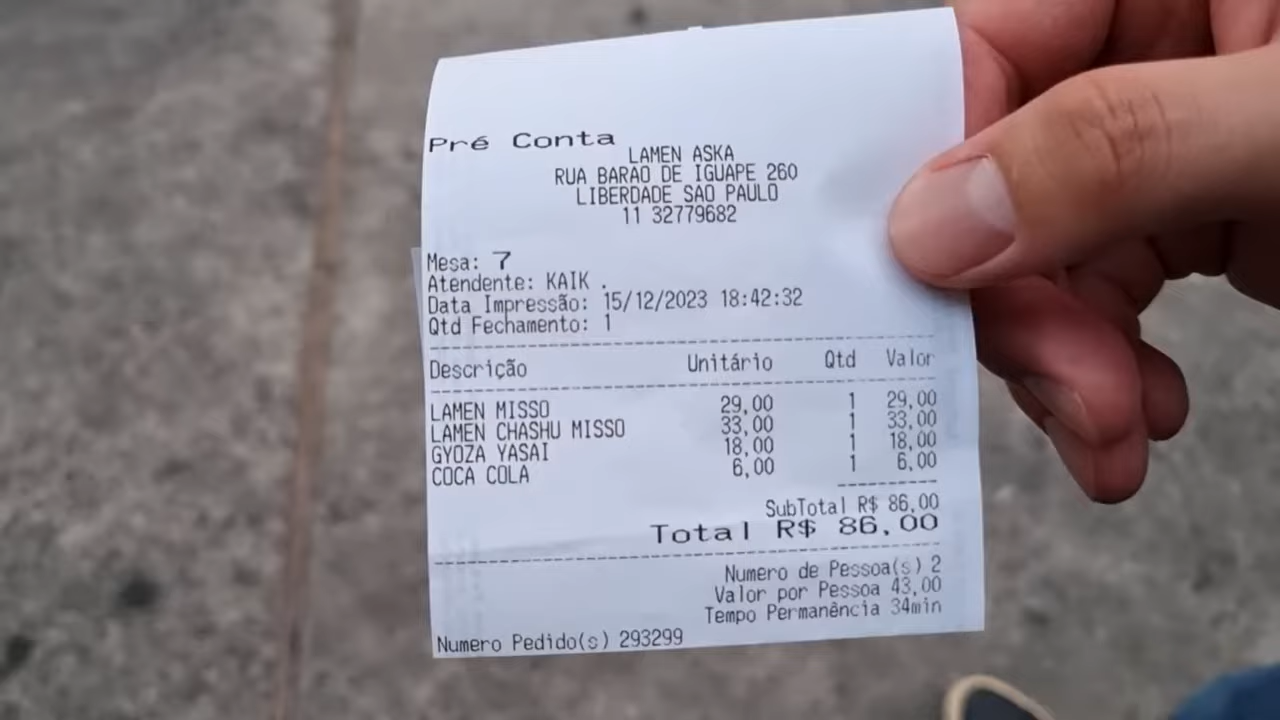 Pré Conta
LAMEN ASKA
RUA BARAO DE IGUAPE 260
LIBERDADE SAO PAULO
11 32779682
Mesa: 7
Atendente: KAIK .
Data Impressão: 15/12/2023 18:42:32
Qtd Fechamento: 1
Descrição Unitário Qtd Valor
LAMEN MISSO 29,00 1 29,00
LAMEN CHASHU MISSO 33,00 1 33,00
GYOZA YASAI 18,00 1 18,00
COCA COLA 6,00 1 6,00
SubTotal R$ 86,00
Total R$ 86,00
Numero de Pessoa(s) 2
Valor por Pessoa 43,00
Tempo Permanência 34min
Numero Pedido(s) 293299